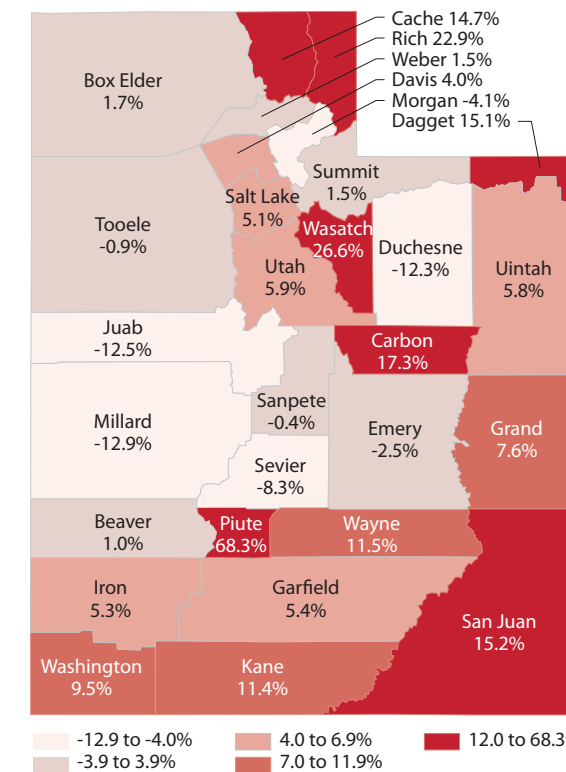 Cache 14.7%
Rich 22.9%
Weber 1.5%
Davis 4.0%
Morgan -4.1%
Dagget 15.1%
Box Elder
1.7%
Summit
1.5%
Salt Lake
5.1%
Tooele
-0.9%
Wasatch
26.6%
Duchesne
-12.3%
Uintah
5.8%
Utah
5.9%
Juab
-12.5%
Carbon
17.3%
Sanpete
-0.4%
Millard
-12.9%
Emery
-2.5%
Grand
7.6%
Sevier
-8.3%
Beaver
1.0%
Piute
68.3%
Wayne
11.5%
Iron
5.3%
Garfield
5.4%
San Juan
15.2%
Washington
9.5%
Kane
11.4%
-12.9 to -4.0%
-3.9 to 3.9%
4.0 to 6.9%
7.0 to 11.9%
12.0 to 68.3